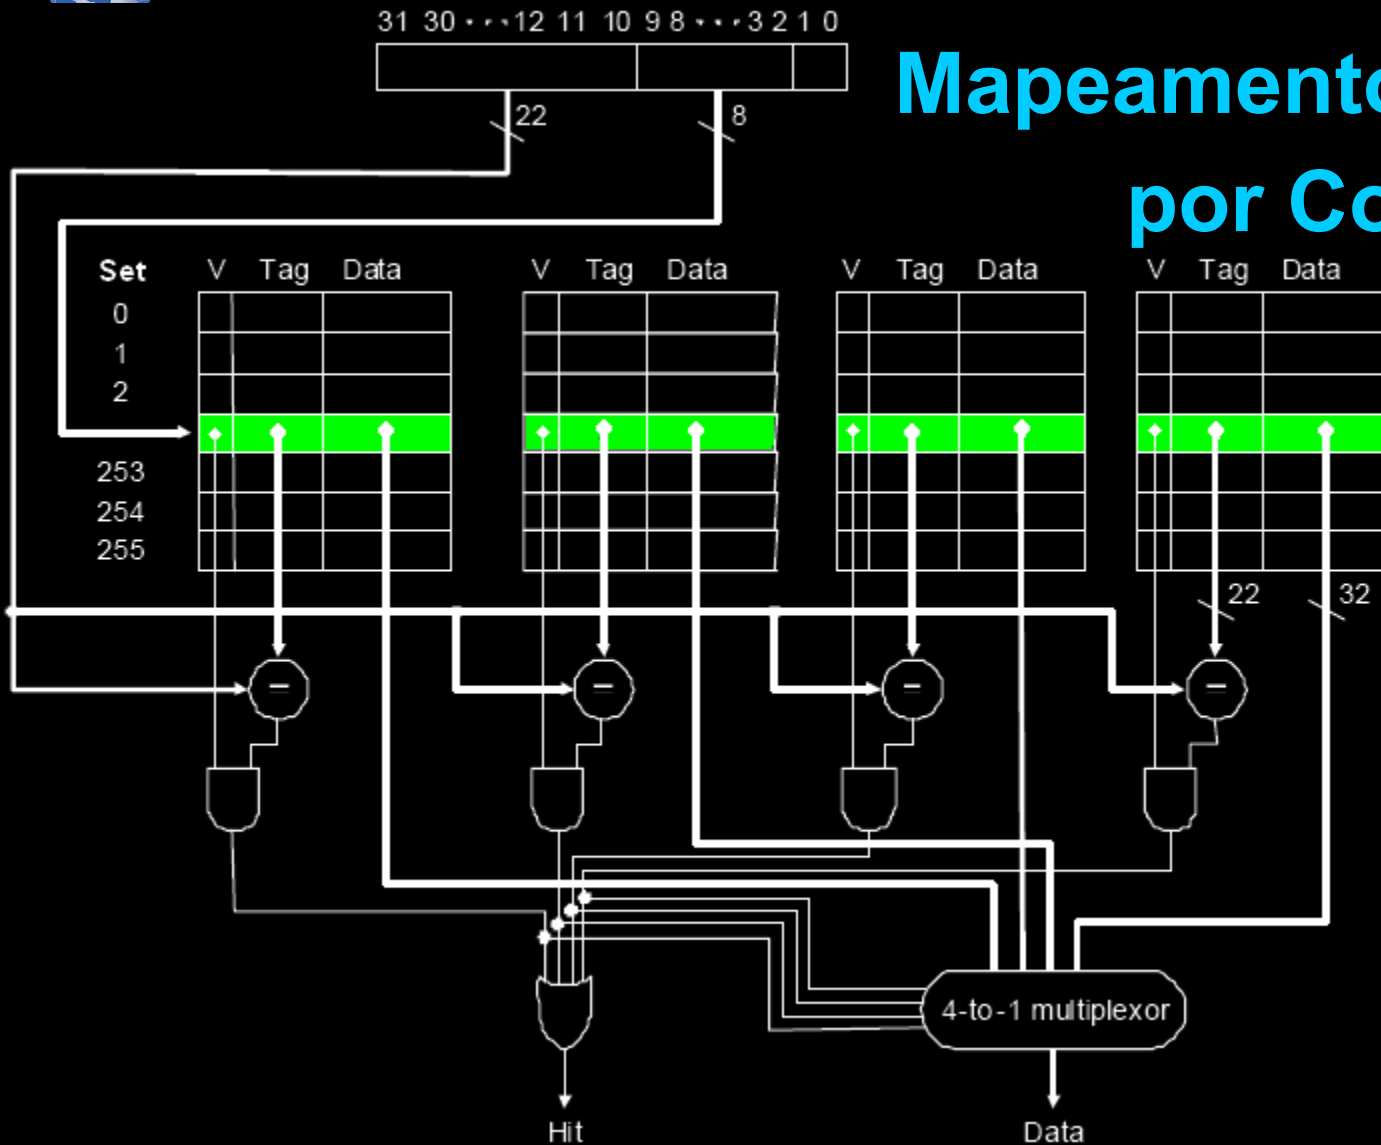 31 30 · · · 12 11 10 9 8 · · · 3 2 1 0
Mapeamento
por Co
22
8
Set V Tag Data V Tag Data V Tag Data V Tag Data
0
1
2
253
254
255
22
32
=
=
=
=
4-to-1 multiplexor
Hit
Data